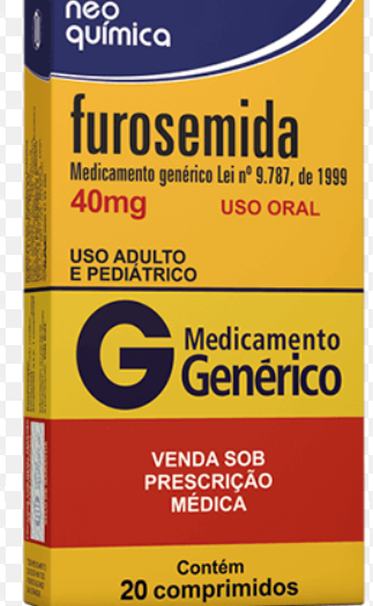 neo
química
furosemida
Medicamento genérico Lei nº 9.787, de 1999
40mg
USO ORAL
USO ADULTO
E PEDIÁTRICO
G Medicamento
Genérico
VENDA SOB
PRESCRIÇÃO
MÉDICA
Contém
20 comprimidos